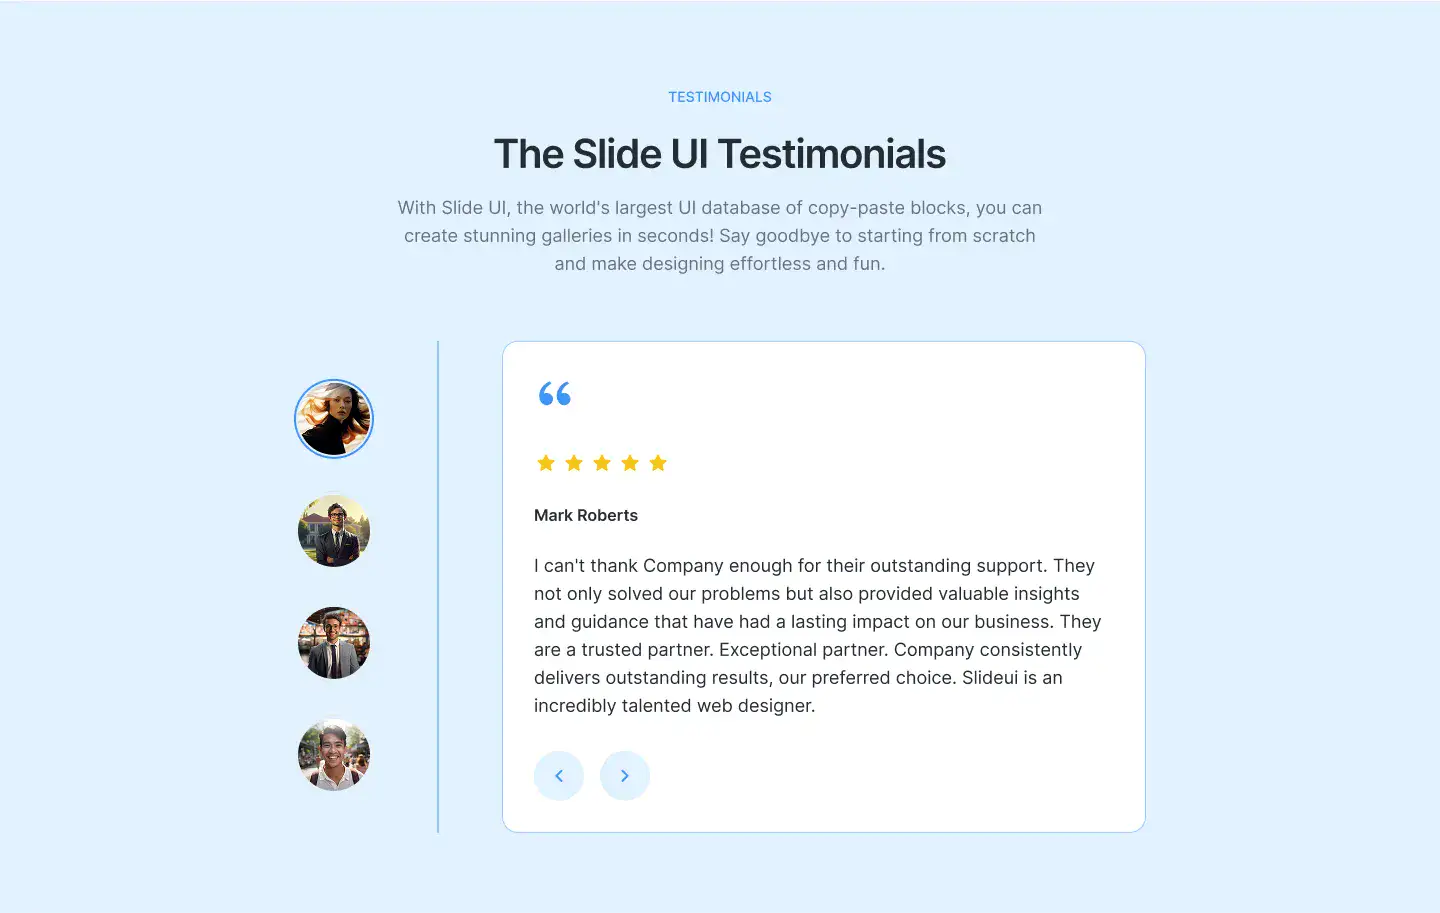 TESTIMONIALS
The Slide UI Testimonials
With Slide UI, the world's largest UI database of copy-paste blocks, you can
create stunning galleries in seconds! Say goodbye to starting from scratch
and make designing effortless and fun.
Mark Roberts
I can't thank Company enough for their outstanding support. They
not only solved our problems but also provided valuable insights
and guidance that have had a lasting impact on our business. They
are a trusted partner. Exceptional partner. Company consistently
delivers outstanding results, our preferred choice. Slideui is an
incredibly talented web designer.